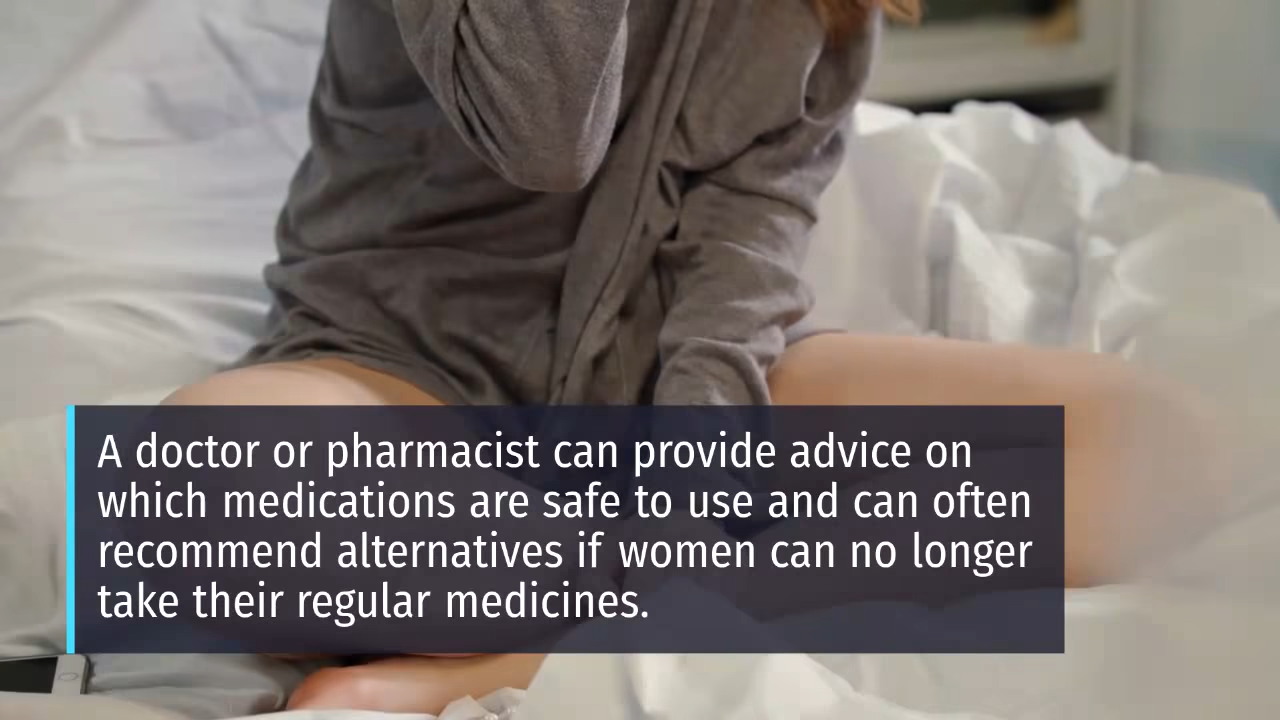 A doctor or pharmacist can provide advice on
which medications are safe to use and can often
recommend alternatives if women can no longer
take their regular medicines.